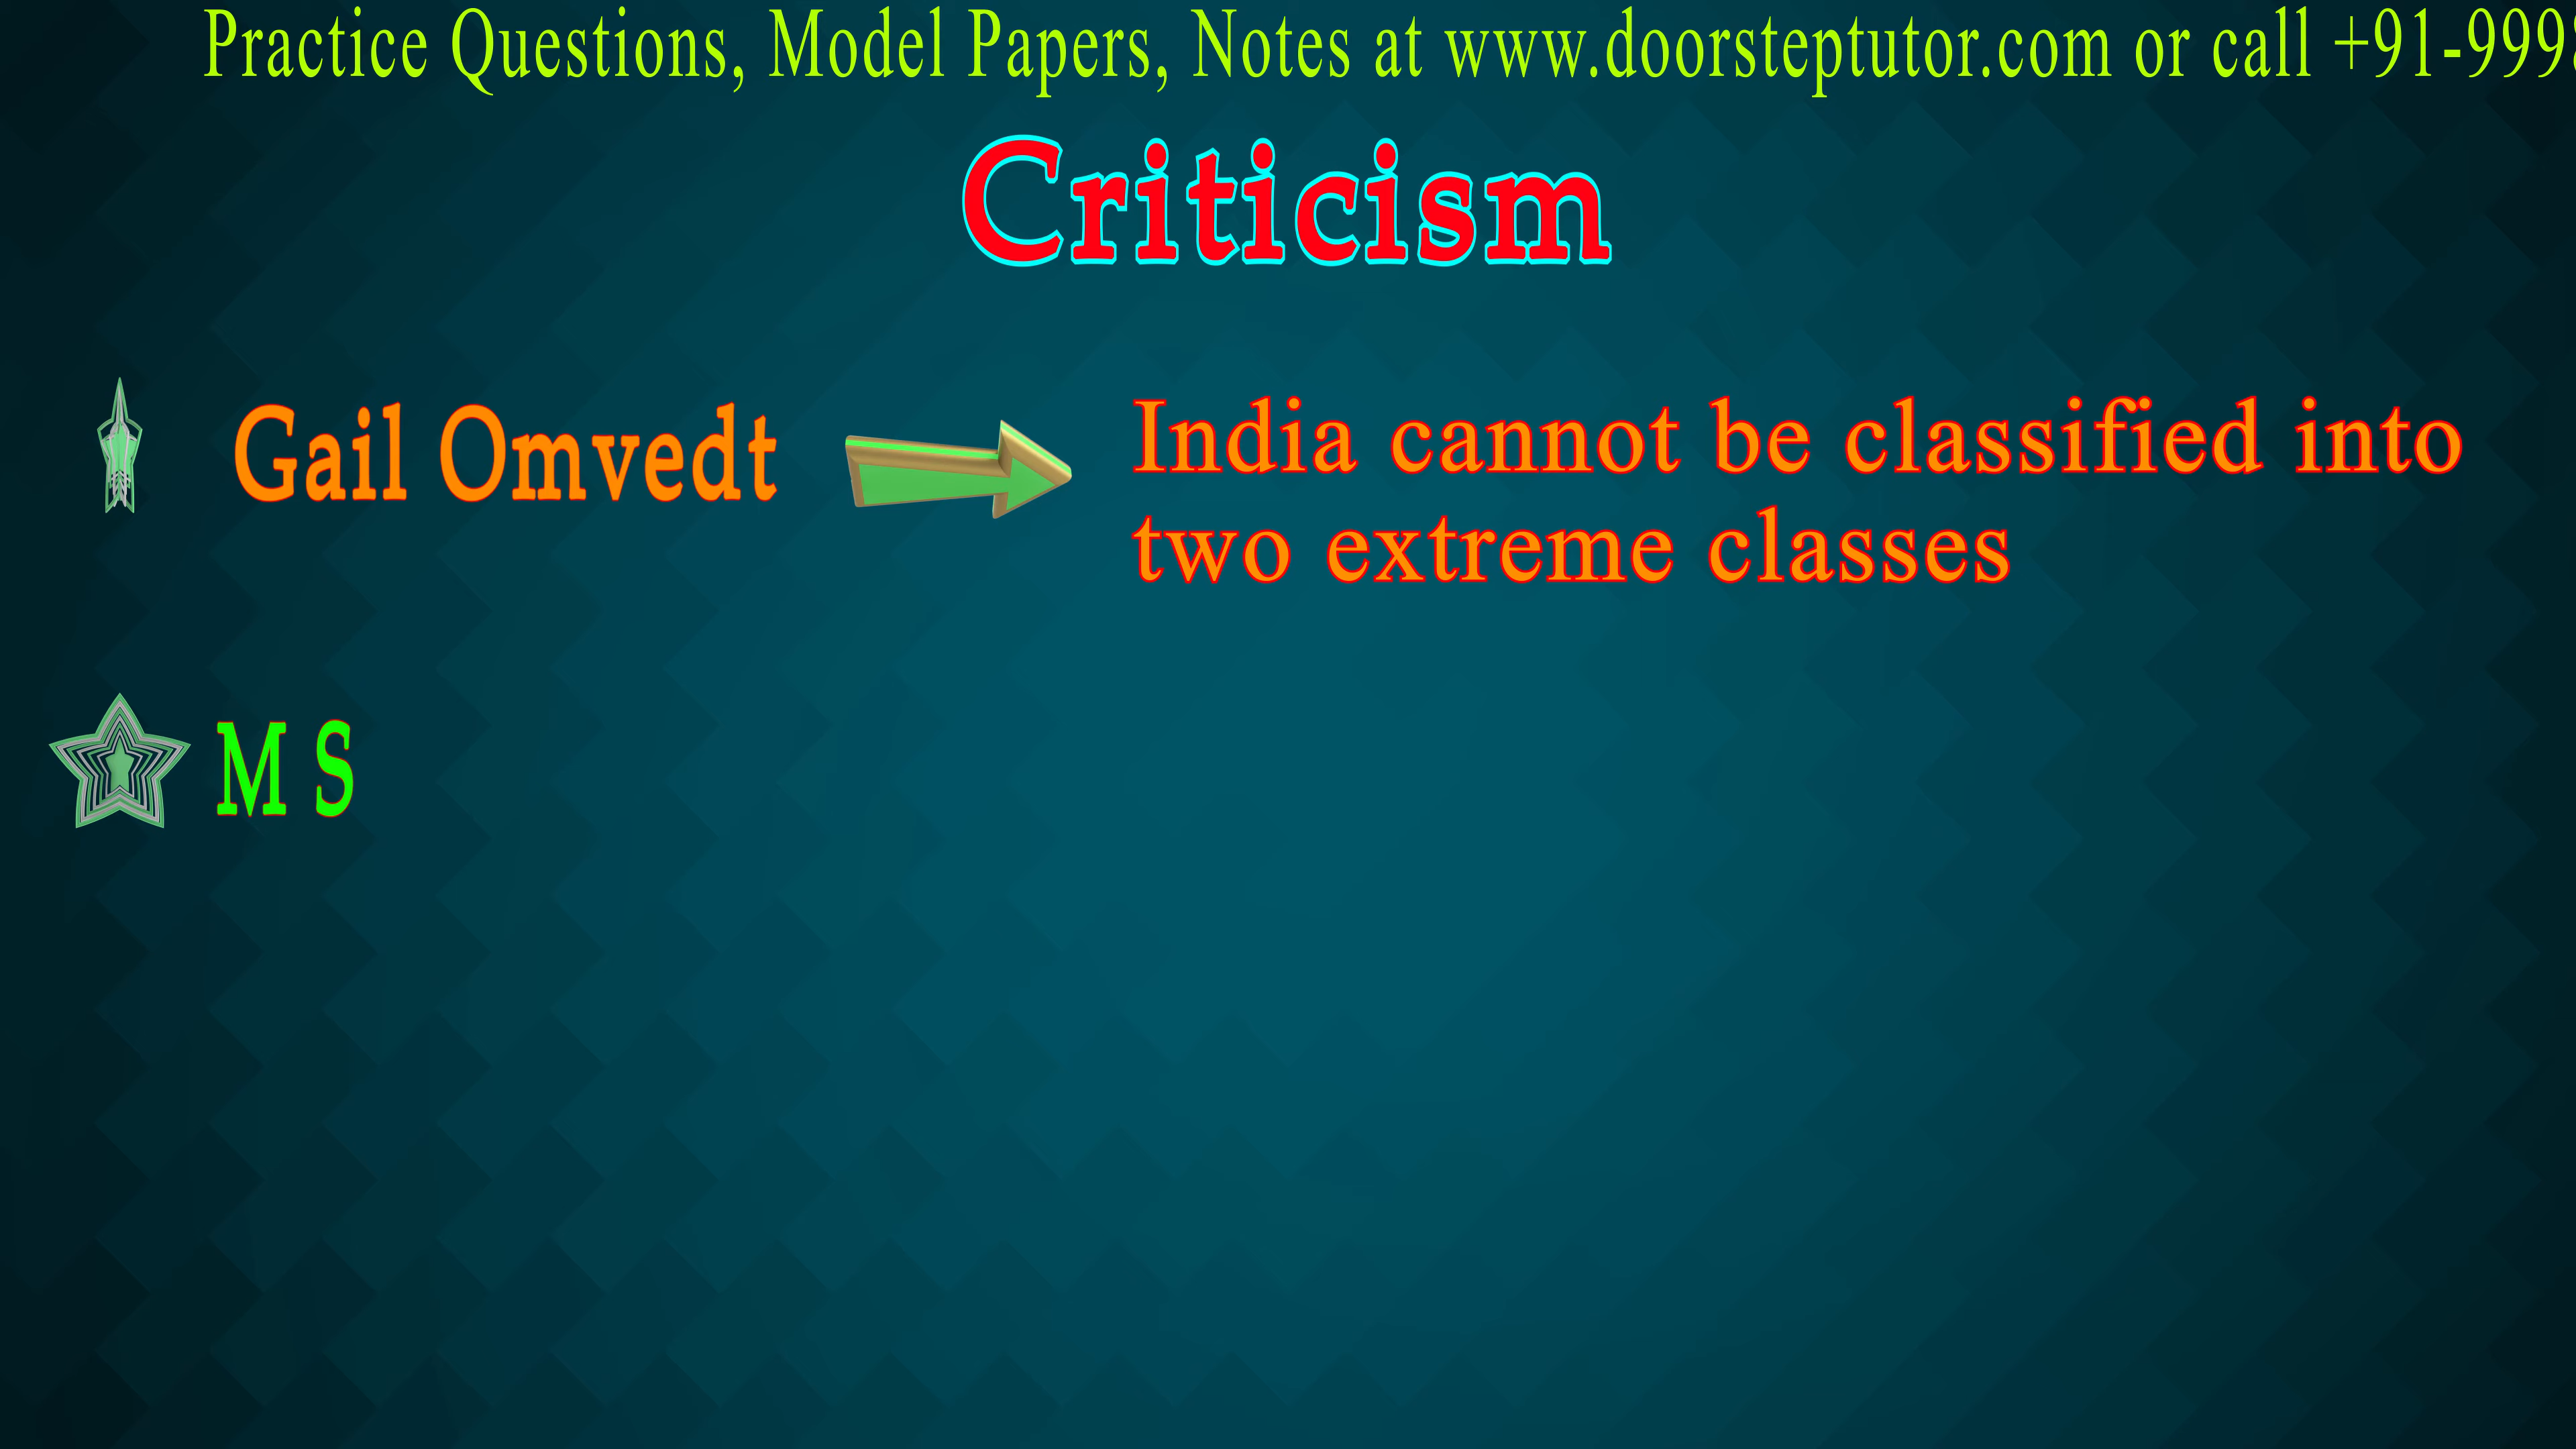 Practice Questions, Model Papers, Notes at www.doorsteptutor.com or call +91-999
Criticism
Gail Omvedt
India cannot be classified into
two extreme classes
M S